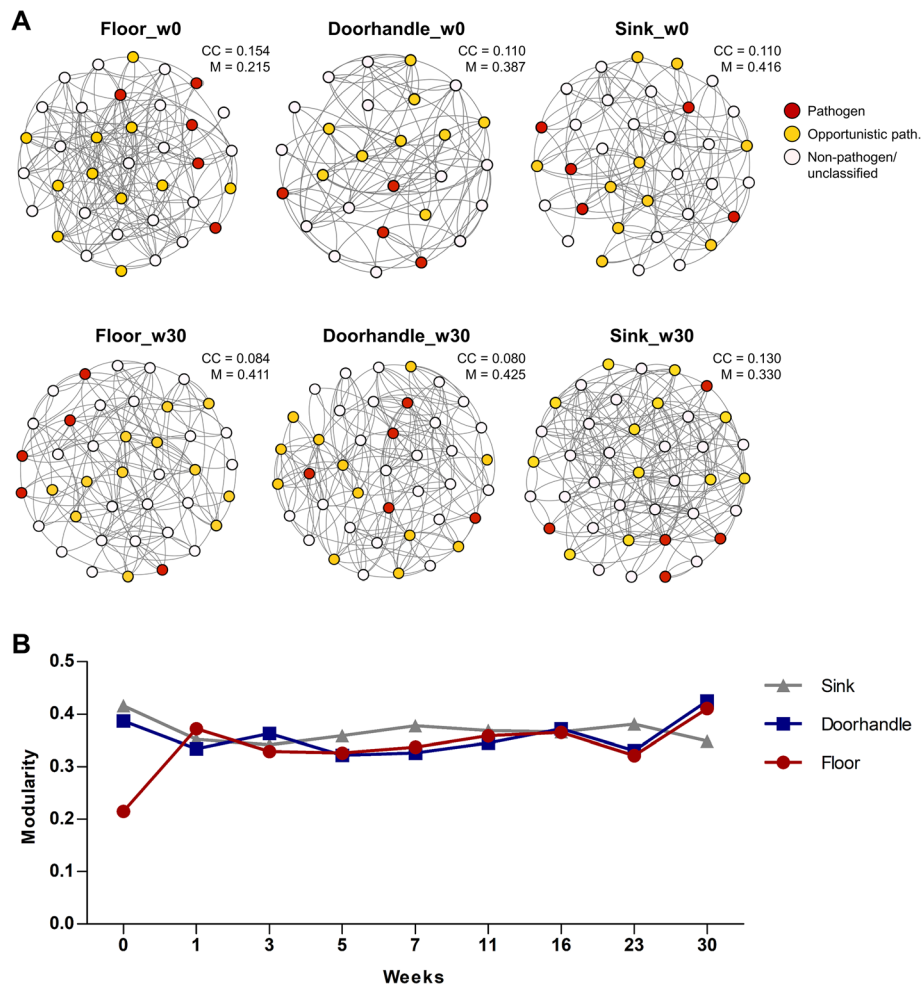 A
Floor_w0
CC = 0.154
M = 0.215
Doorhandle_w0
CC = 0.110
M = 0.387
Sink_w0
CC = 0.110
M = 0.416
Pathogen
Opportunistic path.
Non-pathogen/
unclassified
Floor_w30
CC = 0.084
M = 0.411
Doorhandle_w30
CC = 0.080
M = 0.425
Sink_w30
CC = 0.130
M = 0.330
B
0.5
0.4
0.3
0.2
0.1
0.0
Modularity
0 1 3 5 7 11 16 23 30
Weeks
Sink
Doorhandle
Floor